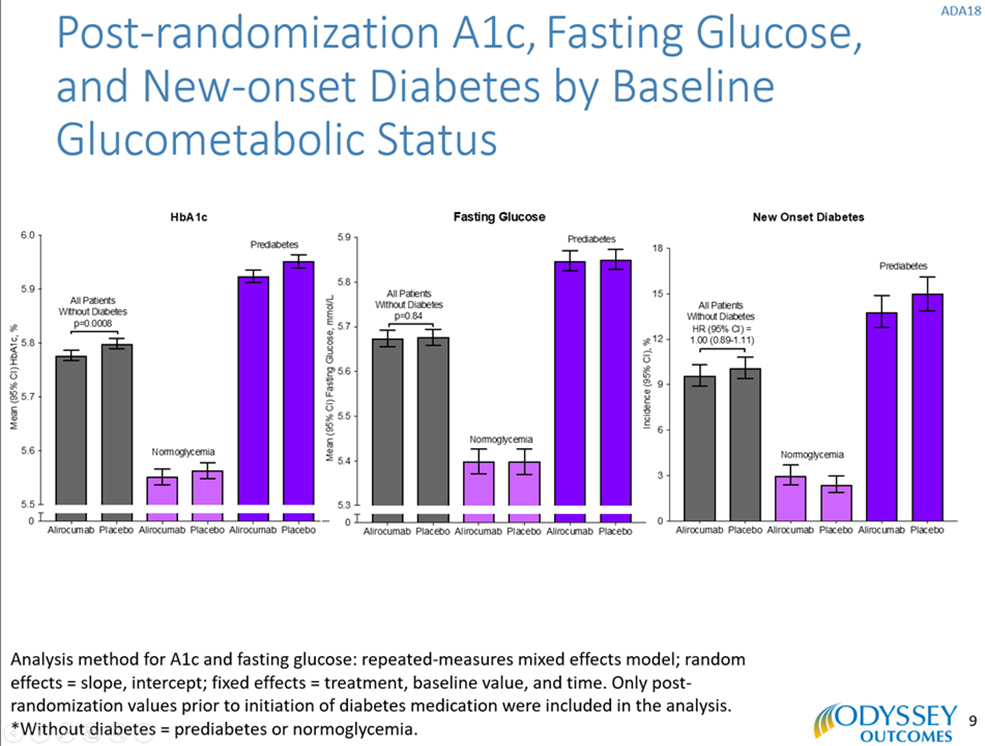 ADA18
Post-randomization A1c, Fasting Glucose,
and New-onset Diabetes by Baseline
Glucometabolic Status
HbA1c
Mean (95% CI) HbA1c, %
6.0
5.9
5.8
5.7
5.6
5.5
0
All Patients
Without Diabetes
p=0.0008
Normoglycemia
Prediabetes
Alirocumab Placebo Alirocumab Placebo Alirocumab Placebo
Fasting Glucose
Mean (95% CI) Fasting Glucose, mmol/L
5.9
5.8
5.7
5.6
5.5
5.4
5.3
0
All Patients
Without Diabetes
p=0.84
Normoglycemia
Prediabetes
Alirocumab Placebo Alirocumab Placebo Alirocumab Placebo
New Onset Diabetes
Incidence (95% CI), %
18
15
12
9
6
3
0
All Patients
Without Diabetes
HR (95% CI) =
1.00 (0.89-1.11)
Normoglycemia
Prediabetes
Alirocumab Placebo Alirocumab Placebo Alirocumab Placebo
Analysis method for A1c and fasting glucose: repeated-measures mixed effects model; random
effects = slope, intercept; fixed effects = treatment, baseline value, and time. Only post-
randomization values prior to initiation of diabetes medication were included in the analysis.
*Without diabetes = prediabetes or normoglycemia.
ODYSSEY
OUTCOMES
9